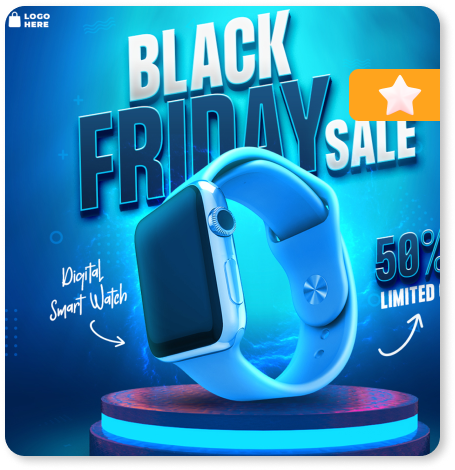 LOGO
HERE
BLACK
FRIDAY
SALE
50%
LIMITED
Digital
Smart Watch